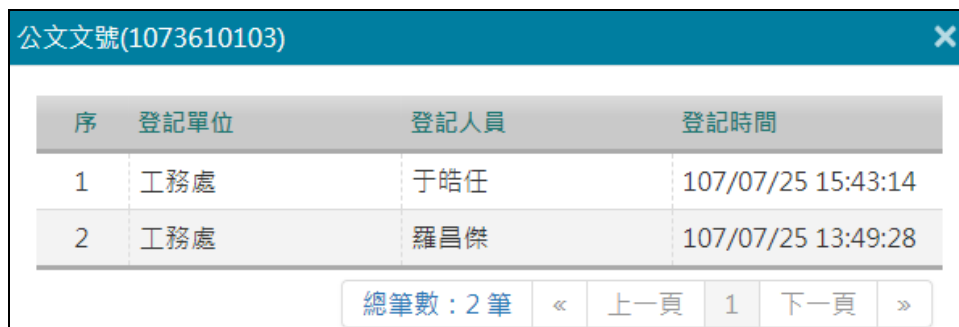 公文文號(1073610103) ×
序 登記單位 登記人員 登記時間
1 工務處 于皓任 107/07/25 15:43:14
2 工務處 羅昌傑 107/07/25 13:49:28
總筆數：2 筆 « 上一頁 1 下一頁 »